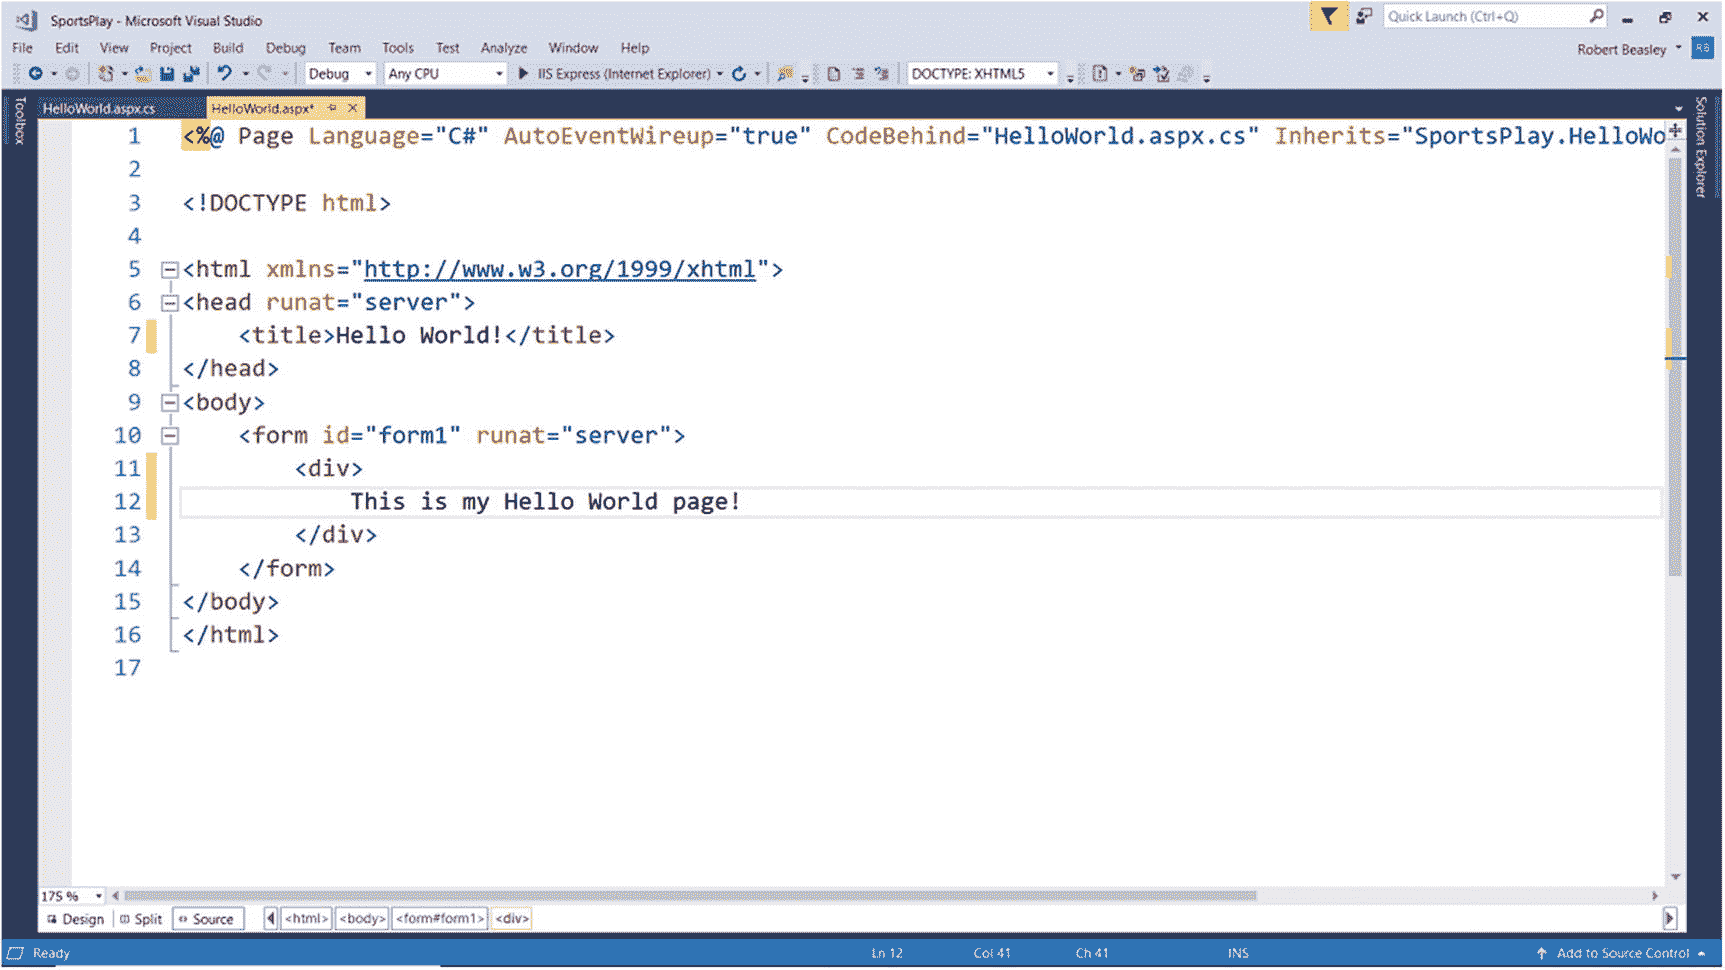 SportsPlay - Microsoft Visual Studio
Quick Launch (Ctrl+Q)
File Edit View Project Build Debug Team Tools Test Analyze Window Help
Robert Beasley RB
Debug Any CPU IIS Express (Internet Explorer) DOCTYPE: XHTML5
Toolbox
HelloWorld.aspx.cs HelloWorld.aspx*
Solution Explorer
1 <%@ Page Language="C#" AutoEventWireup="true" CodeBehind="HelloWorld.aspx.cs" Inherits="SportsPlay.HelloWo
2
3 <!DOCTYPE html>
4
5 <html xmlns="http://www.w3.org/1999/xhtml">
6 <head runat="server">
7 <title>Hello World!</title>
8 </head>
9 <body>
10 <form id="form1" runat="server">
11 <div>
12 This is my Hello World page!
13 </div>
14 </form>
15 </body>
16 </html>
17
175 %
Design Split Source <html> <body> <form#form1> <div>
Ready Ln 12 Col 41 Ch 41 INS Add to Source Control